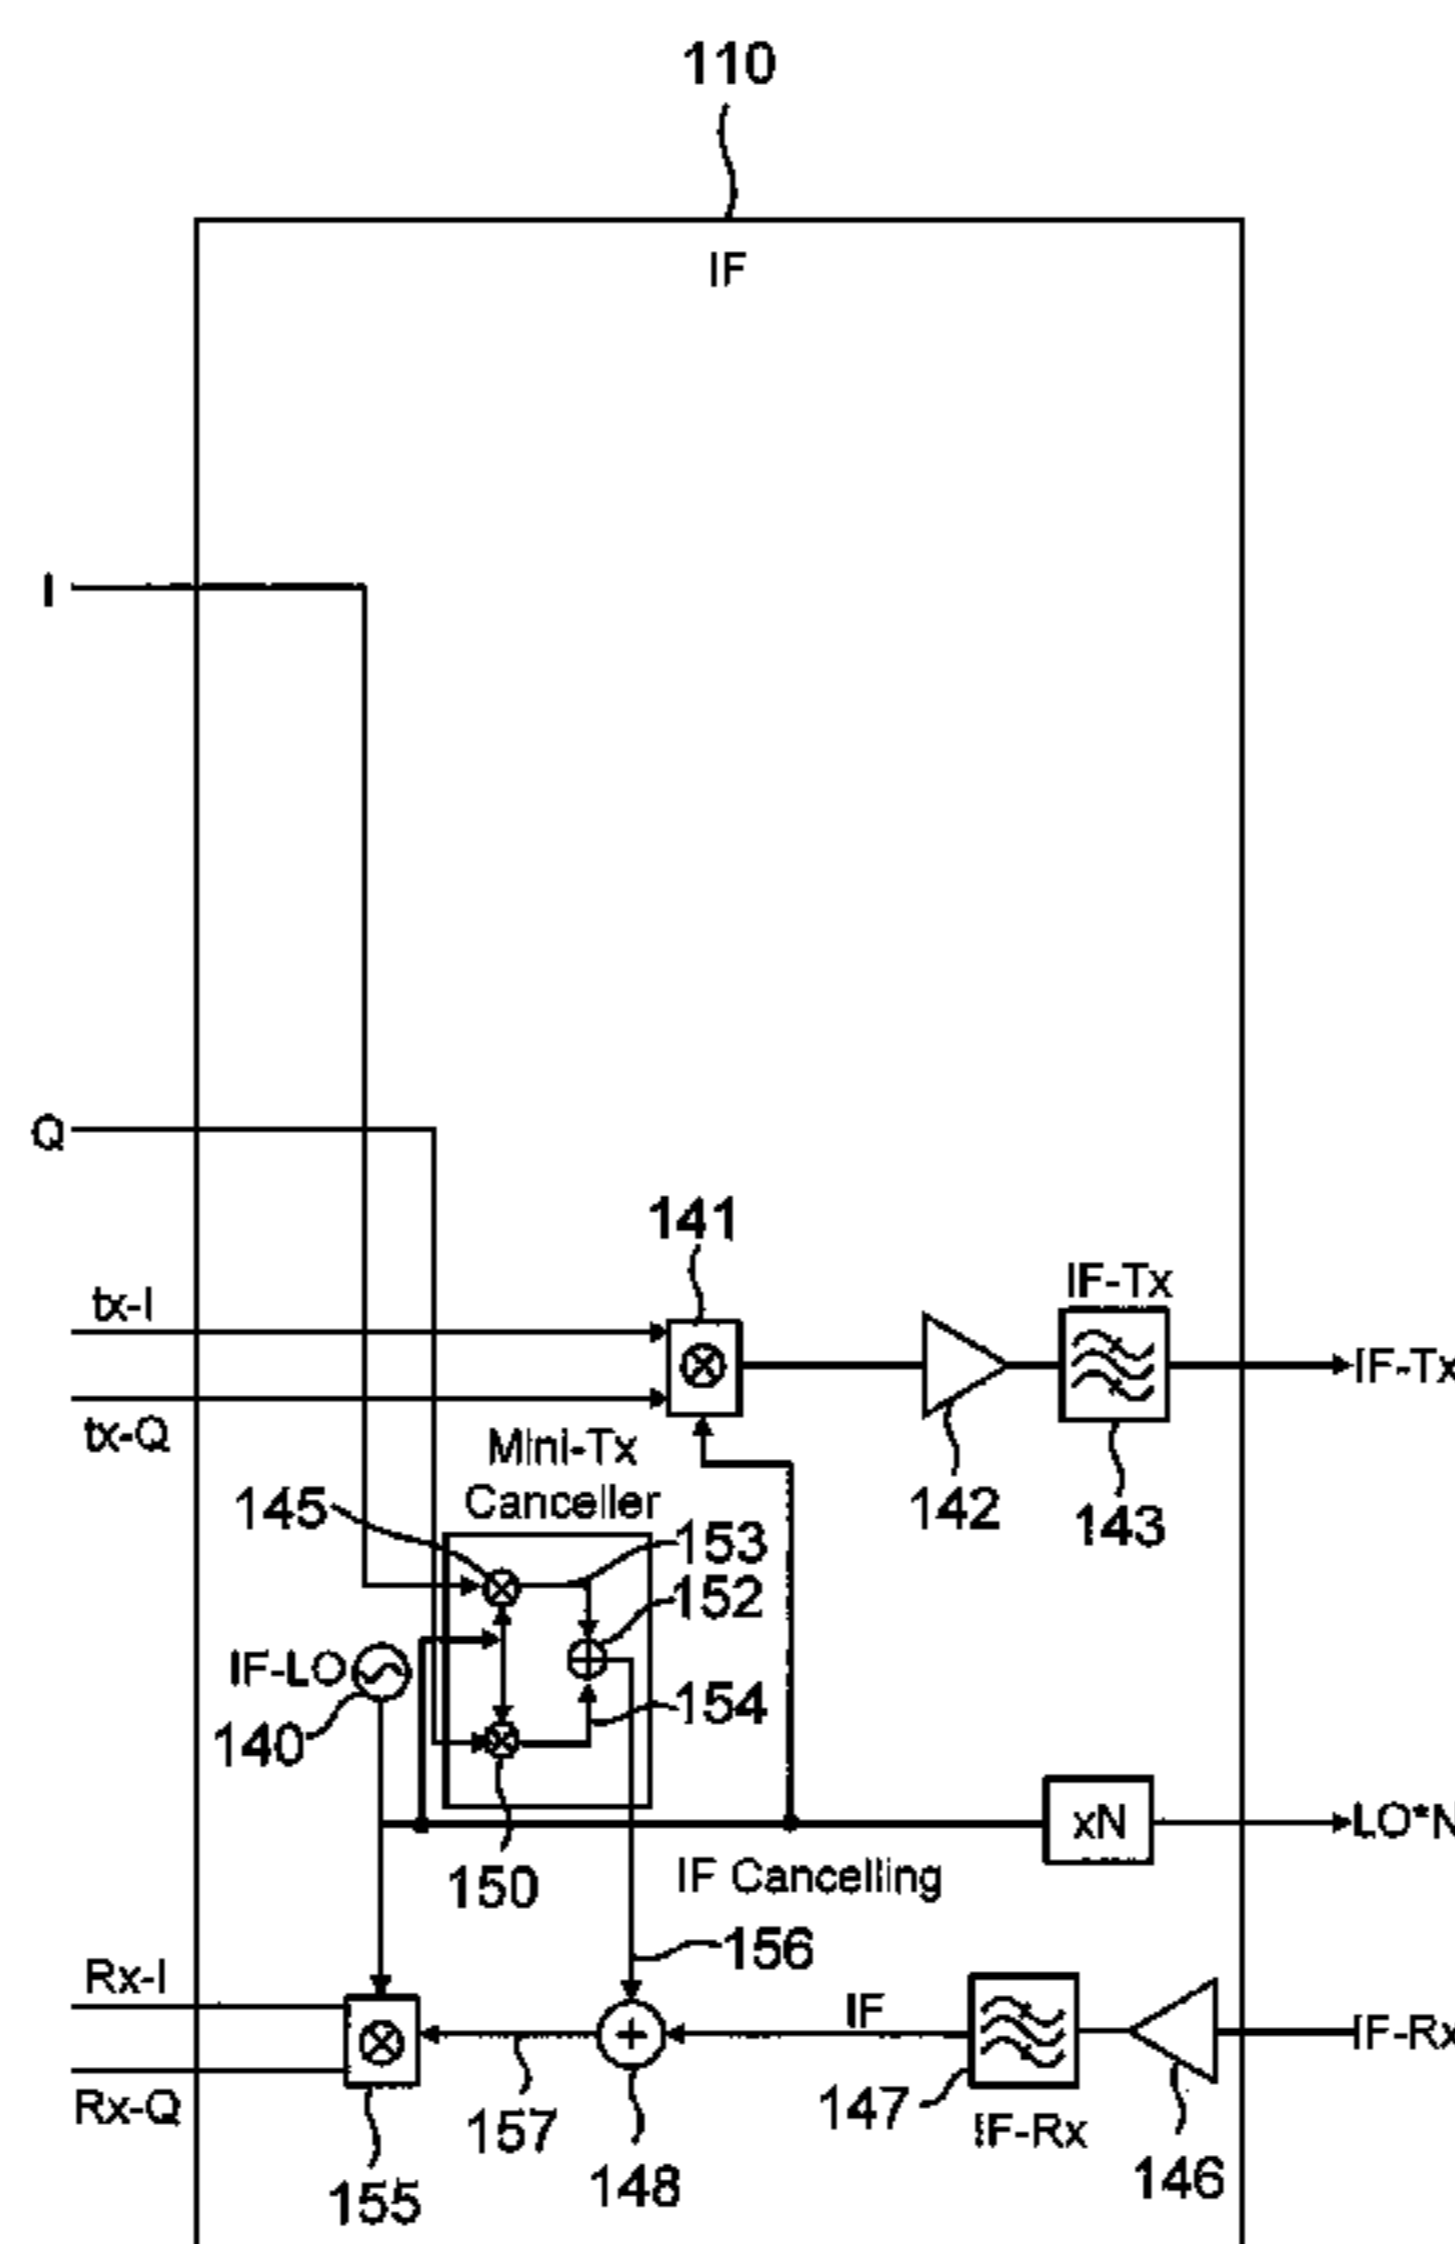 110
IF
I
Q
141
tx-I
IF-Tx
IF-Tx
tx-Q
Mini-Tx
Canceller
145
142
143
153
152
IF-LO
154
140
xN
LO*N
150
IF Cancelling
156
Rx-I
IF
IF-Rx
Rx-Q
157
147
IF-Rx
155
148
146